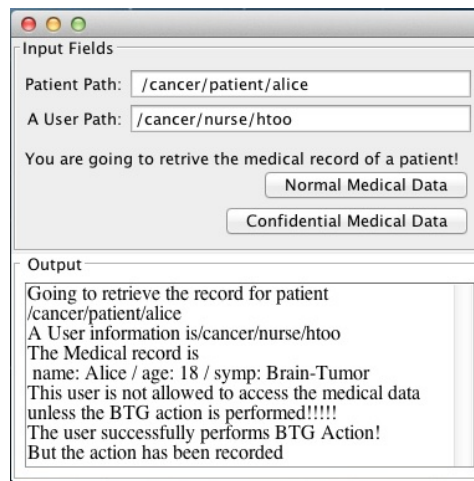 Input Fields
Patient Path: /cancer/patient/alice
A User Path: /cancer/nurse/htoo
You are going to retrive the medical record of a patient!
Normal Medical Data
Confidential Medical Data
Output
Going to retrieve the record for patient
/cancer/patient/alice
A User information is/cancer/nurse/htoo
The Medical record is
name: Alice / age: 18 / symp: Brain-Tumor
This user is not allowed to access the medical data
unless the BTG action is performed!!!!!
The user successfully performs BTG Action!
But the action has been recorded